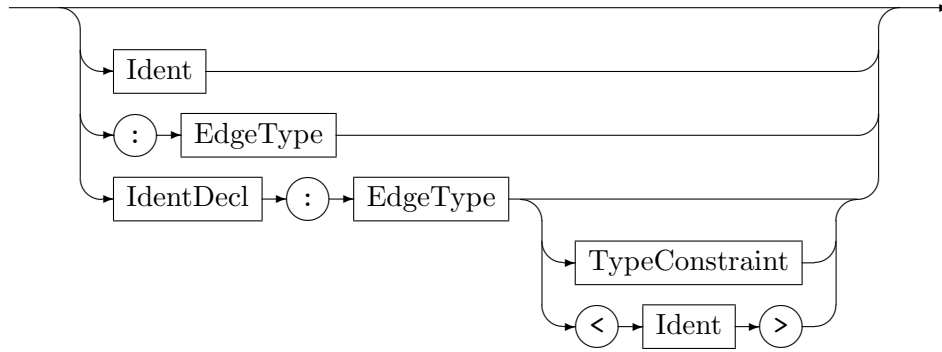 Ident
: EdgeType
IdentDecl : EdgeType
TypeConstraint
< Ident >